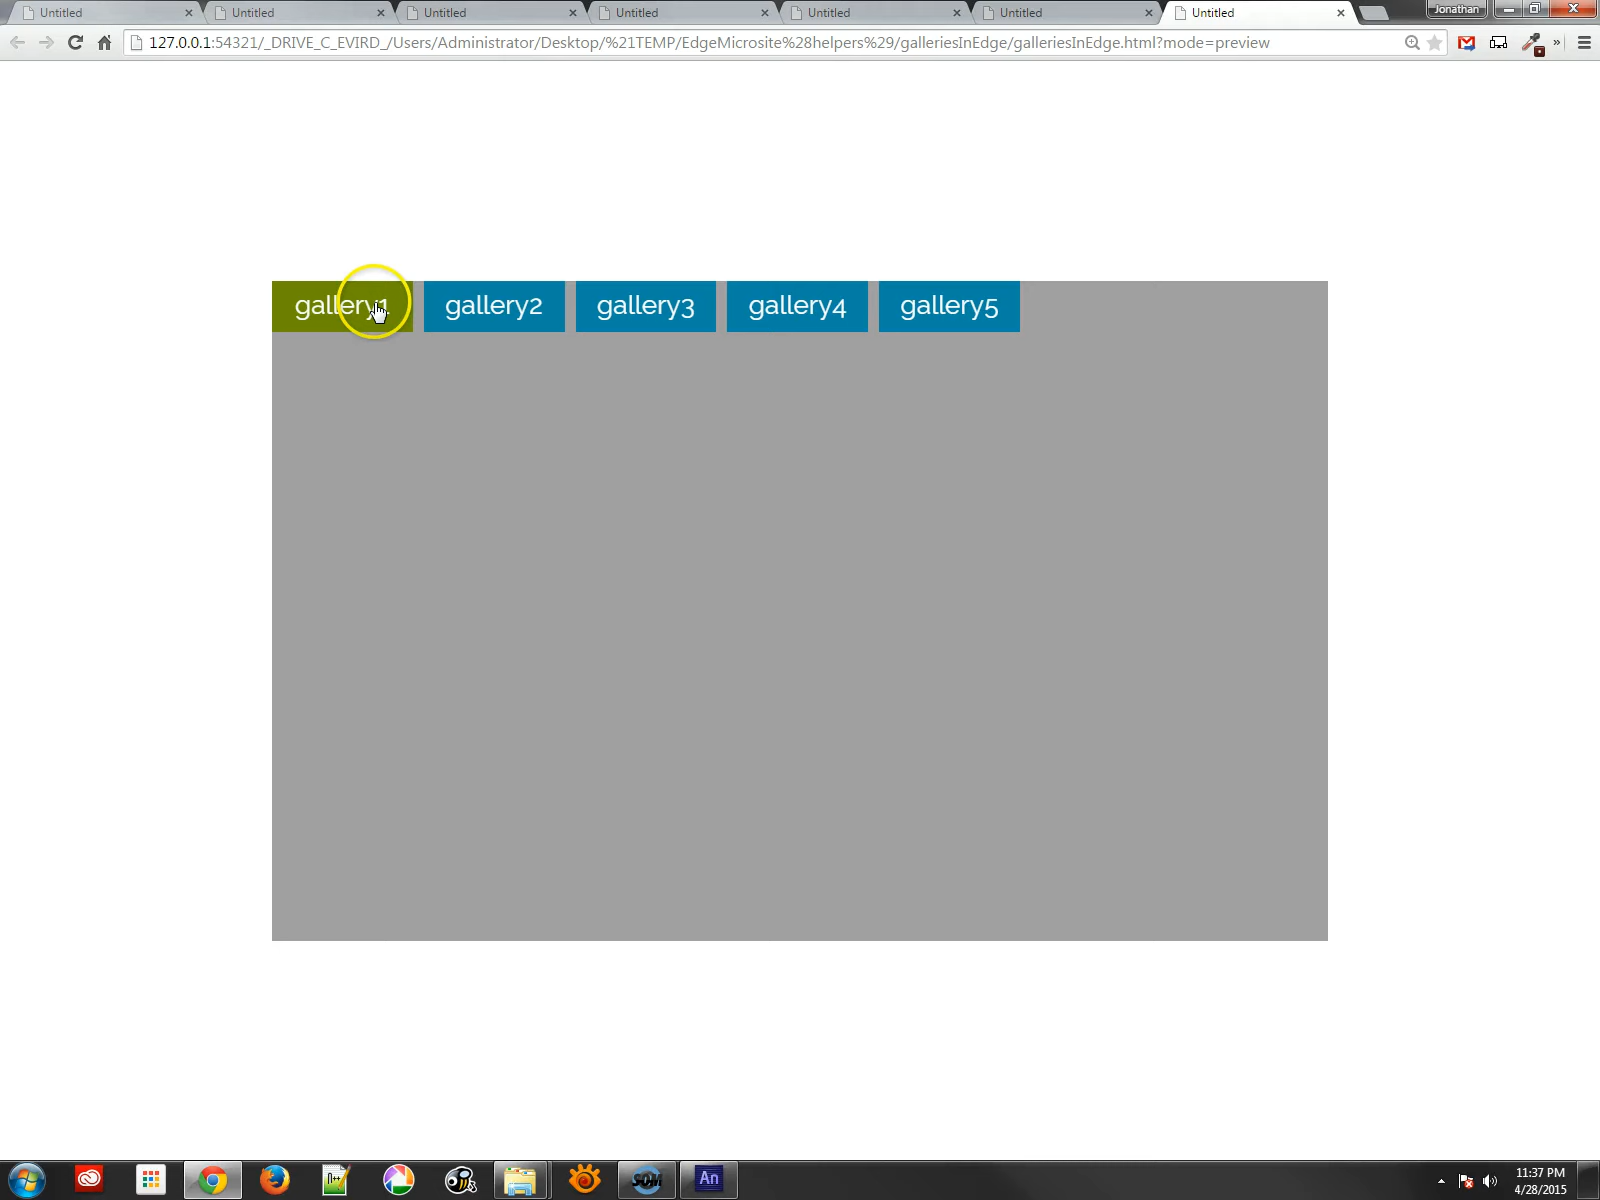 Untitled Untitled Untitled Untitled Untitled Untitled Untitled Jonathan
127.0.0.1:54321/_DRIVE_C_EVIRD_/Users/Administrator/Desktop/%21TEMP/EdgeMicrosite%28helpers%29/galleriesInEdge/galleriesInEdge.html?mode=preview
gallery1 gallery2 gallery3 gallery4 gallery5
An
11:37 PM
4/28/2015